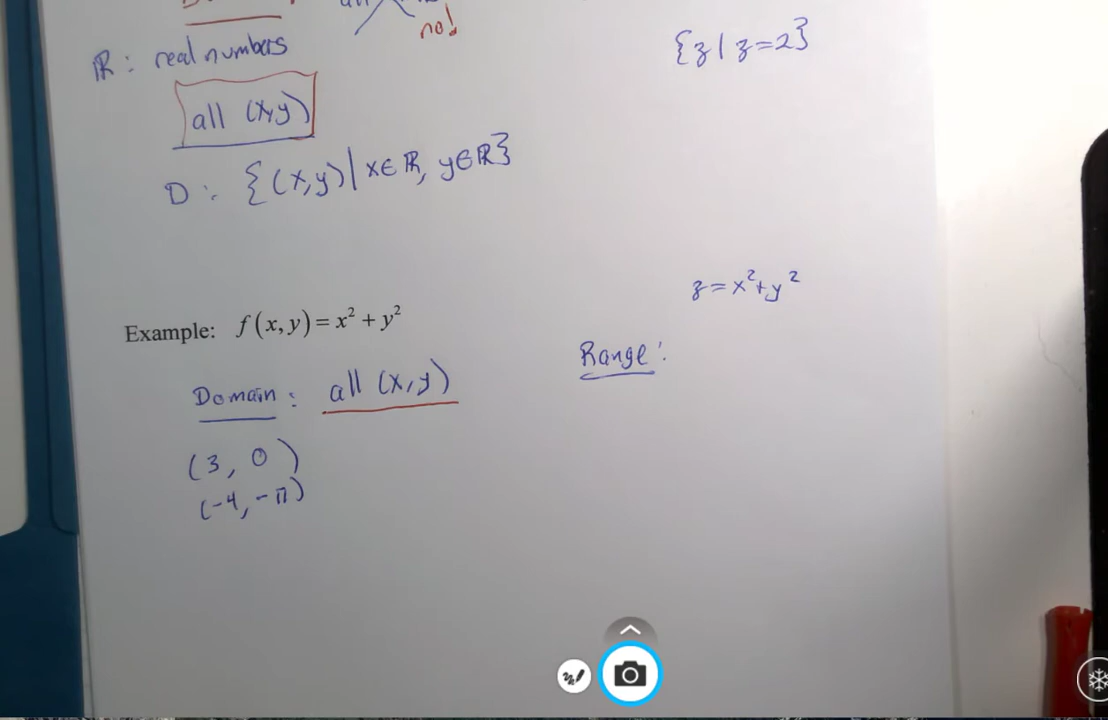 no!
ℝ : real numbers
{z | z=2}
all (x,y)
D : {(x,y) | x∈ℝ, y∈ℝ}
z = x²+y²
Example: f(x, y) = x² + y²
Range :
Domain : all (x,y)
(3, 0)
(-4, -π)